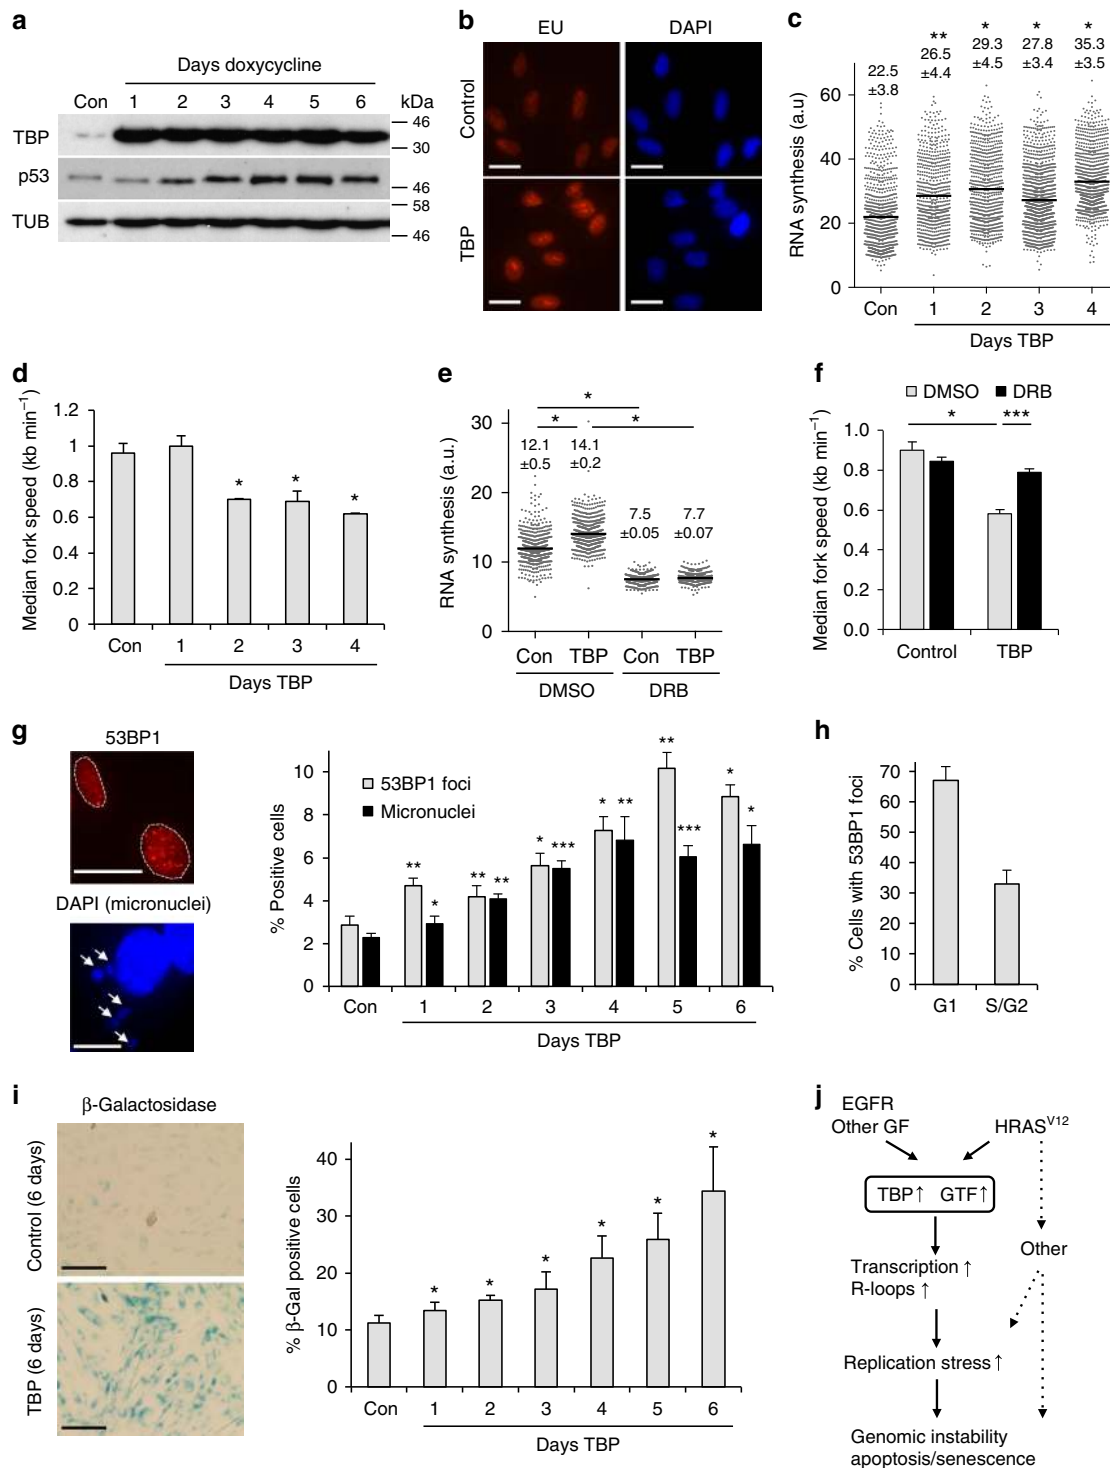 a
Days doxycycline
Con 1 2 3 4 5 6 kDa
TBP
46
30
p53
46
TUB
58
46
b
EU DAPI
Control
TBP
c
** * * *
22.5 26.5 29.3 27.8 35.3
±3.8 ±4.4 ±4.5 ±3.4 ±3.5
RNA synthesis (a.u)
60
40
20
0
Con 1 2 3 4
Days TBP
d
Median fork speed (kb min−1)
1.2
1
0.8
0.6
0.4
0.2
0
* * *
Con 1 2 3 4
Days TBP
e
RNA synthesis (a.u.)
30
20
10
0
*
* *
12.1 14.1
±0.5 ±0.2
7.5 7.7
±0.05 ±0.07
Con TBP Con TBP
DMSO DRB
f
DMSO DRB
* ***
Median fork speed (kb min−1)
1.0
0.8
0.6
0.4
0.2
0.0
Control TBP
g
53BP1
DAPI (micronuclei)
% Positive cells
10
8
6
4
2
0
53BP1 foci
Micronuclei
** * ** ** * *** * ** ** *** * *
Con 1 2 3 4 5 6
Days TBP
h
% Cells with 53BP1 foci
70
60
50
40
30
20
10
0
G1 S/G2
i
β-Galactosidase
Control (6 days)
TBP (6 days)
% β-Gal positive cells
40
30
20
10
0
* * * * * *
Con 1 2 3 4 5 6
Days TBP
j
EGFR
Other GF HRASV12
TBP↑ GTF↑
Other
Transcription ↑
R-loops ↑
Replication stress ↑
Genomic instability
apoptosis/senescence